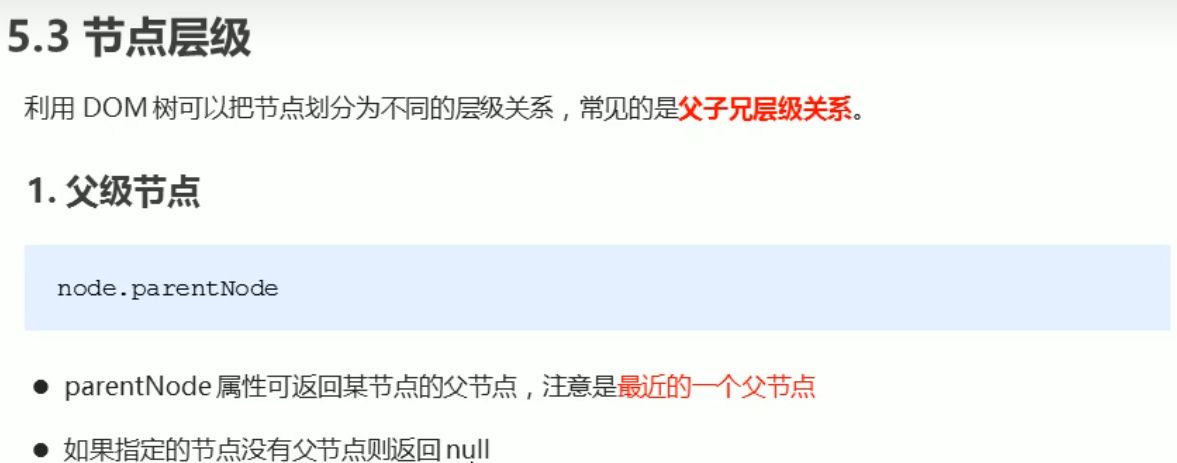 5.3 节点层级
利用 DOM 树可以把节点划分为不同的层级关系，常见的是父子兄层级关系。
1. 父级节点
node.parentNode
● parentNode 属性可返回某节点的父节点，注意是最近的一个父节点
● 如果指定的节点没有父节点则返回 null